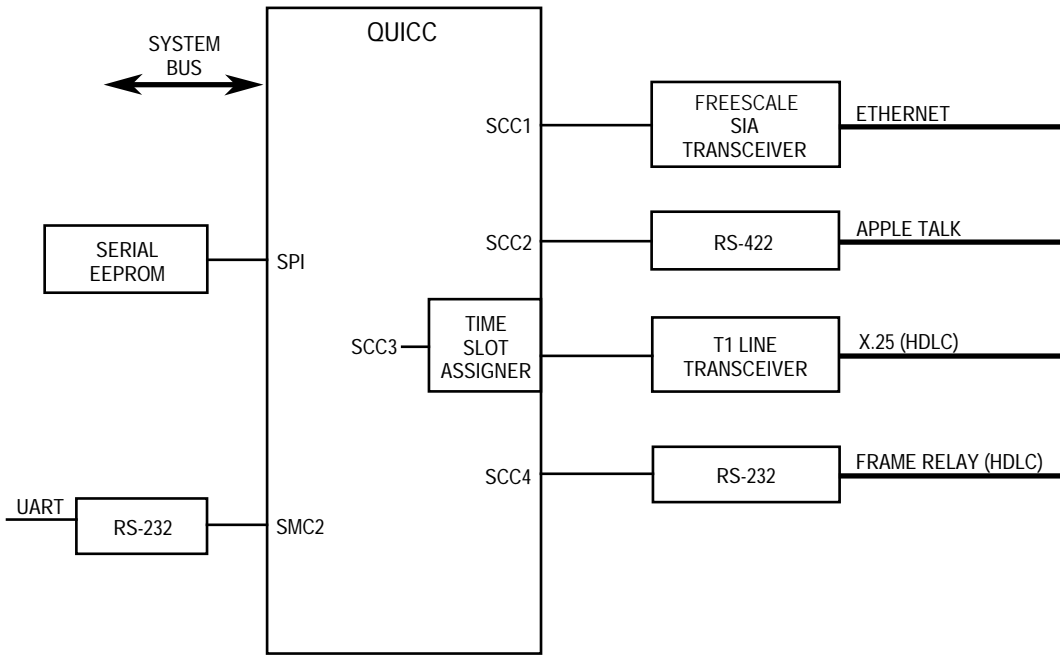 QUICC
SYSTEM
BUS
SCC1
FREESCALE
SIA
TRANSCEIVER
ETHERNET
SCC2
RS-422
APPLE TALK
SERIAL
EEPROM
SPI
SCC3
TIME
SLOT
ASSIGNER
T1 LINE
TRANSCEIVER
X.25 (HDLC)
SCC4
RS-232
FRAME RELAY (HDLC)
UART
RS-232
SMC2